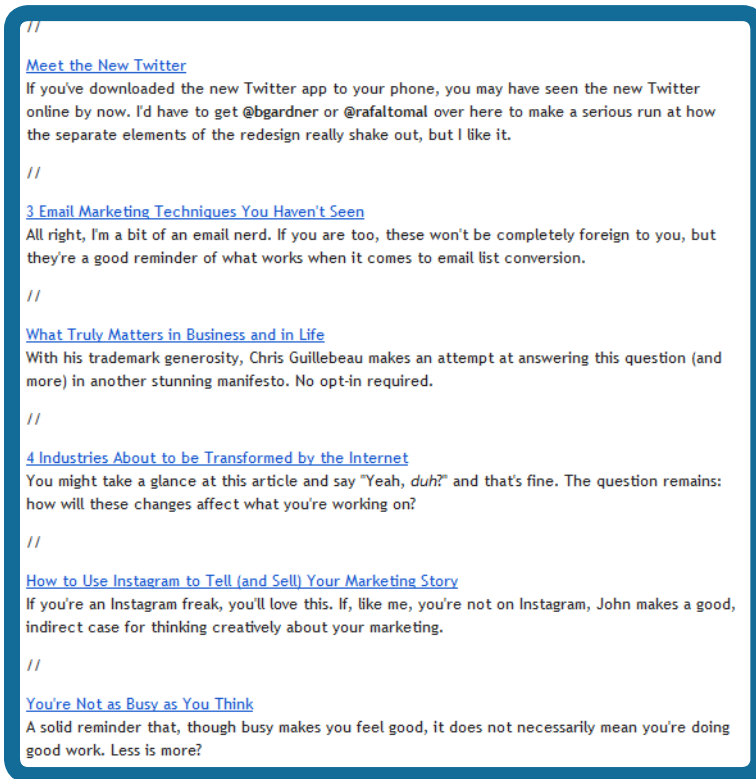 //
Meet the New Twitter
If you've downloaded the new Twitter app to your phone, you may have seen the new Twitter
online by now. I'd have to get @bgardner or @rafaltomal over here to make a serious run at how
the separate elements of the redesign really shake out, but I like it.
//
3 Email Marketing Techniques You Haven't Seen
All right, I'm a bit of an email nerd. If you are too, these won't be completely foreign to you, but
they're a good reminder of what works when it comes to email list conversion.
//
What Truly Matters in Business and in Life
With his trademark generosity, Chris Guillebeau makes an attempt at answering this question (and
more) in another stunning manifesto. No opt-in required.
//
4 Industries About to be Transformed by the Internet
You might take a glance at this article and say "Yeah, duh?" and that's fine. The question remains:
how will these changes affect what you're working on?
//
How to Use Instagram to Tell (and Sell) Your Marketing Story
If you're an Instagram freak, you'll love this. If, like me, you're not on Instagram, John makes a good,
indirect case for thinking creatively about your marketing.
//
You're Not as Busy as You Think
A solid reminder that, though busy makes you feel good, it does not necessarily mean you're doing
good work. Less is more?